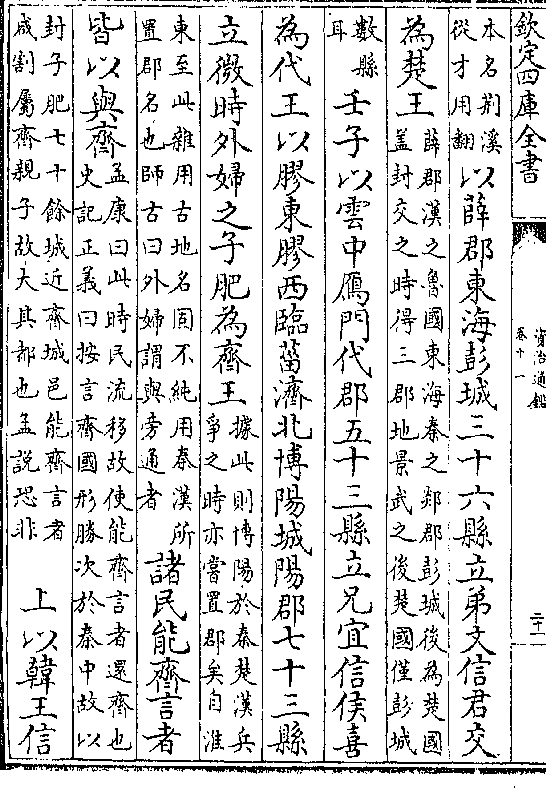 欽定四庫全書
資治通鑑
卷十一
二十一
本名荆溪
從才用翻
以薛郡東海彭城三十六縣立弟文信君交
為楚王
薛郡漢之魯國東海秦之郯郡彭城後為楚國
蓋封交之時得三郡地景武之後楚國僅彭城
數縣
耳
壬子以雲中鴈門代郡五十三縣立兄宜信侯喜
為代王以膠東膠西臨菑濟北博陽城陽郡七十三縣
立微時外婦之子肥為齊王
據此則博陽於秦楚漢兵
爭之時亦嘗置郡矣自淮
東至此雜用古地名固不純用秦漢所
置郡名也師古曰外婦謂與旁通者
諸民能齊言者
皆以與齊
孟康曰此時民流移故使能齊言者還齊也
史記正義曰按言齊國形勝次於秦中故以
封子肥七十餘城近齊城邑能齊言者
咸割屬齊親子故大其都也孟說恐非
上以韓王信